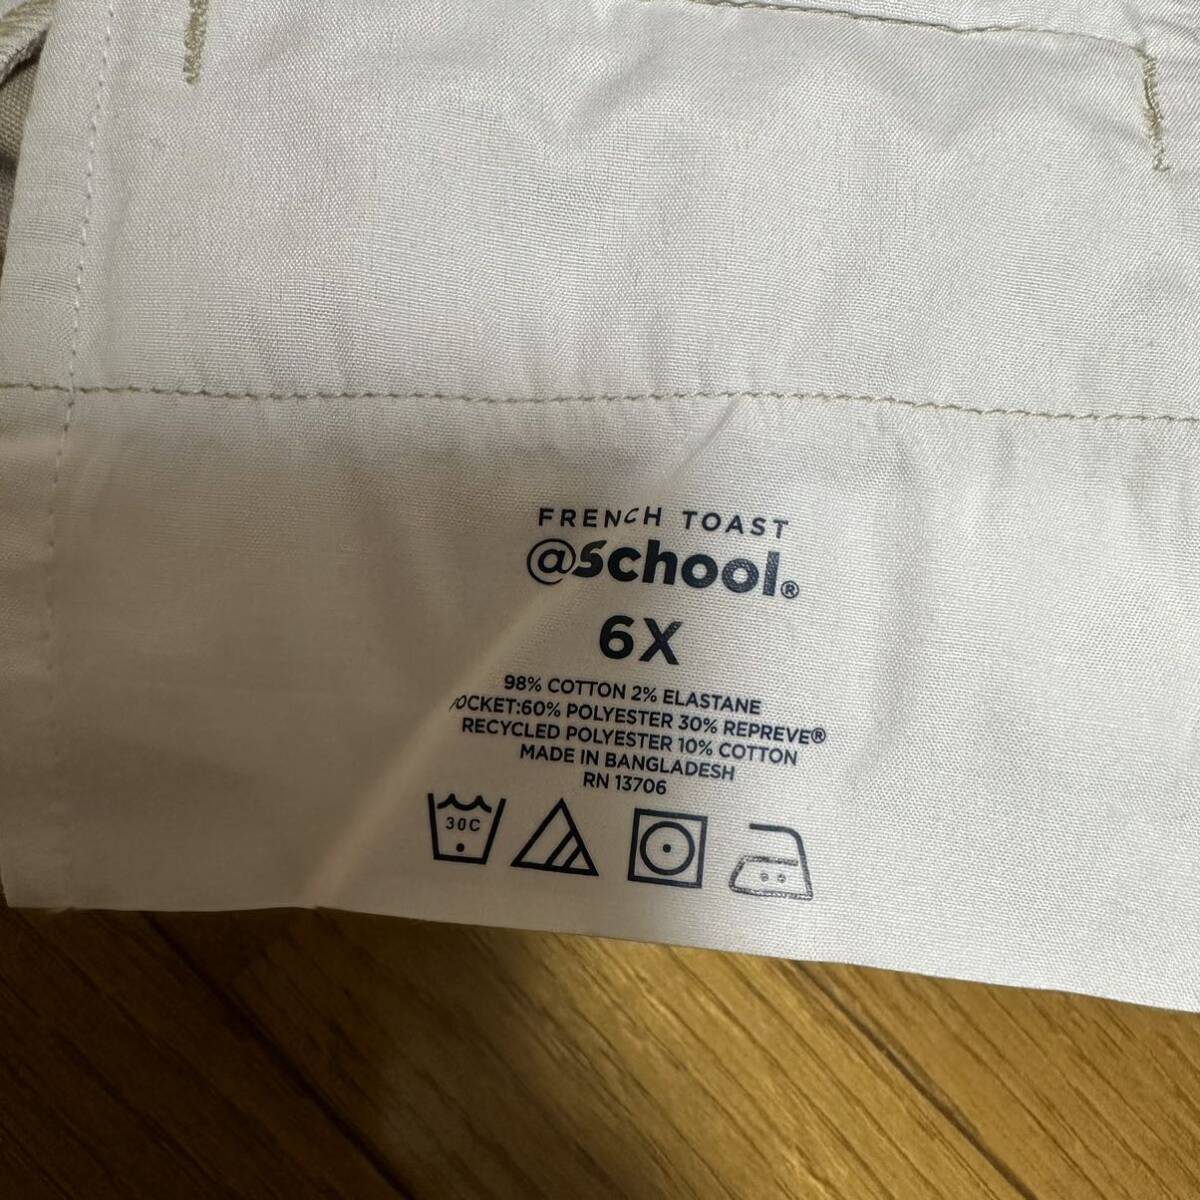 FRENCH TOAST
@School®
6X
98% COTTON 2% ELASTANE
POCKET:60% POLYESTER 30% REPREVE®
RECYCLED POLYESTER 10% COTTON
MADE IN BANGLADESH
RN 13706
30C